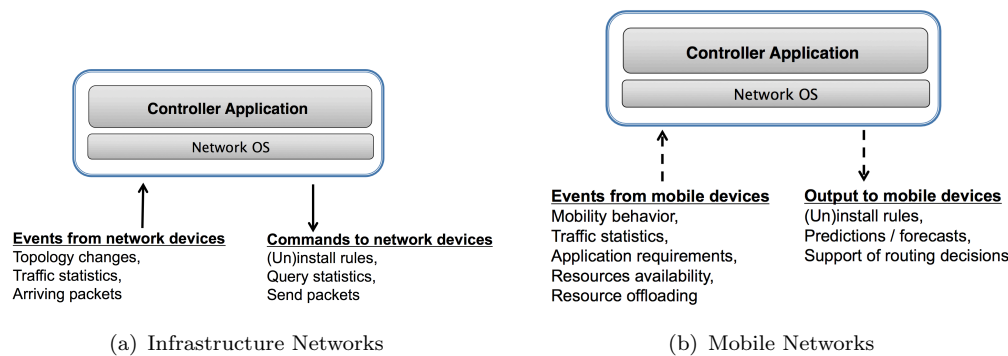 Controller Application
Network OS
Events from network devices
Topology changes,
Traffic statistics,
Arriving packets
Commands to network devices
(Un)install rules,
Query statistics,
Send packets
(a) Infrastructure Networks
Controller Application
Network OS
Events from mobile devices
Mobility behavior,
Traffic statistics,
Application requirements,
Resources availability,
Resource offloading
Output to mobile devices
(Un)install rules,
Predictions / forecasts,
Support of routing decisions
(b) Mobile Networks